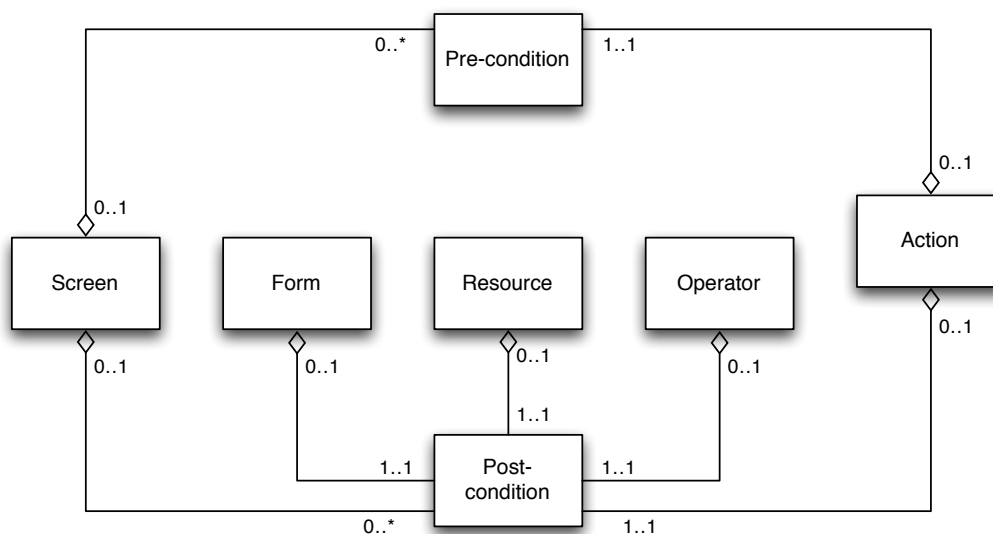 0..*
1..1
Pre-condition
0..1
0..1
Action
Screen
Form
Resource
Operator
0..1
0..1
0..1
0..1
0..1
1..1
1..1
1..1
Post-
condition
0..*
1..1